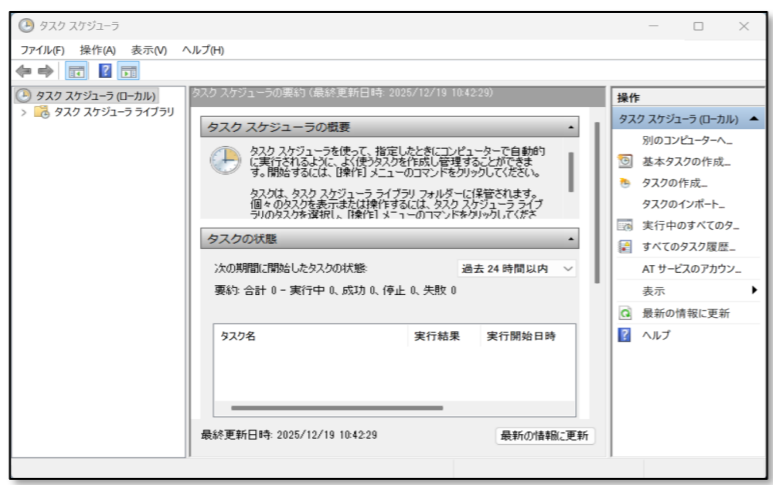 タスク スケジューラ
ファイル(F) 操作(A) 表示(V) ヘルプ(H)
タスク スケジューラ (ローカル)
タスク スケジューラ ライブラリ
タスク スケジューラの要約 (最終更新日時: 2025/12/19 10:42:29)
タスク スケジューラの概要
タスク スケジューラを使って、指定したときにコンピューターで自動的
に実行されるように、よく使うタスクを作成し管理することができま
す。開始するには、[操作] メニューのコマンドをクリックしてください。
タスクは、タスク スケジューラ ライブラリ フォルダーに保管されます。
個々のタスクを表示または操作するには、タスク スケジューラ ライブ
ラリのタスクを選択し、[操作] メニューのコマンドをクリックしてくださ
タスクの状態
次の期間に開始したタスクの状態:
過去 24 時間以内
要約: 合計 0 - 実行中 0、成功 0、停止 0、失敗 0
タスク名 実行結果 実行開始日時
最終更新日時: 2025/12/19 10:42:29
最新の情報に更新
操作
タスク スケジューラ (ローカル)
別のコンピューターへ...
基本タスクの作成...
タスクの作成...
タスクのインポート...
実行中のすべてのタ...
すべてのタスク履歴...
AT サービスのアカウン...
表示
最新の情報に更新
ヘルプ